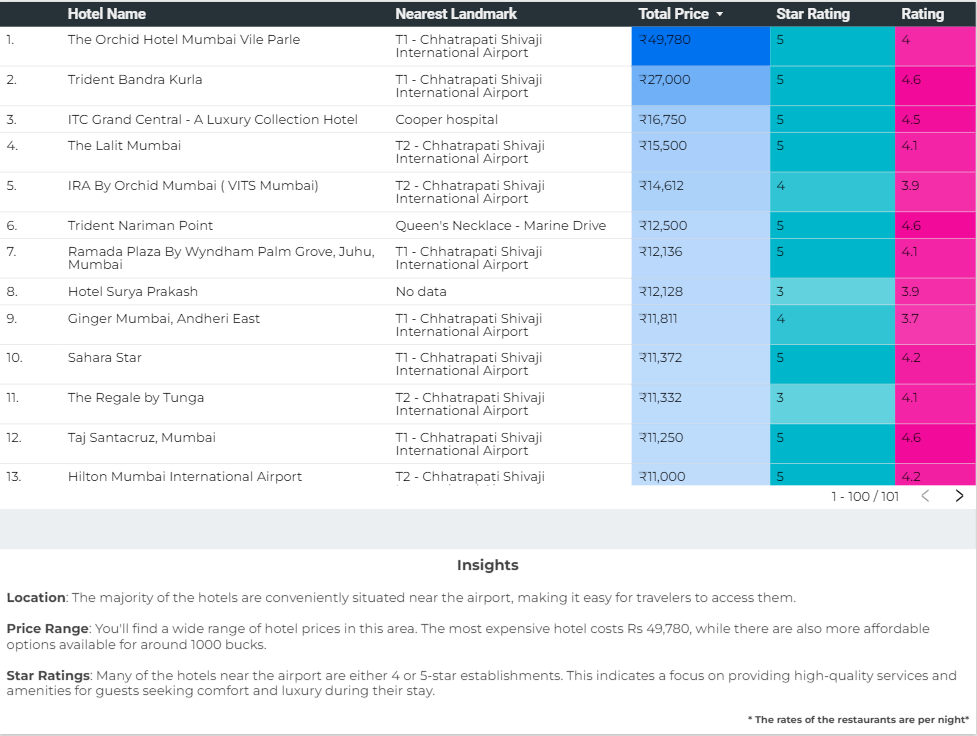 Hotel Name Nearest Landmark Total Price Star Rating Rating
1. The Orchid Hotel Mumbai Vile Parle T1 - Chhatrapati Shivaji ₹49,780 5 4
International Airport
2. Trident Bandra Kurla T1 - Chhatrapati Shivaji ₹27,000 5 4.6
International Airport
3. ITC Grand Central - A Luxury Collection Hotel Cooper hospital ₹16,750 5 4.5
4. The Lalit Mumbai T2 - Chhatrapati Shivaji ₹15,500 5 4.1
International Airport
5. IRA By Orchid Mumbai ( VITS Mumbai) T2 - Chhatrapati Shivaji ₹14,612 4 3.9
International Airport
6. Trident Nariman Point Queen's Necklace - Marine Drive ₹12,500 5 4.6
7. Ramada Plaza By Wyndham Palm Grove, Juhu, T1 - Chhatrapati Shivaji ₹12,136 5 4.1
Mumbai International Airport
8. Hotel Surya Prakash No data ₹12,128 3 3.9
9. Ginger Mumbai, Andheri East T1 - Chhatrapati Shivaji ₹11,811 4 3.7
International Airport
10. Sahara Star T1 - Chhatrapati Shivaji ₹11,372 5 4.2
International Airport
11. The Regale by Tunga T2 - Chhatrapati Shivaji ₹11,332 3 4.1
International Airport
12. Taj Santacruz, Mumbai T1 - Chhatrapati Shivaji ₹11,250 5 4.6
International Airport
13. Hilton Mumbai International Airport T2 - Chhatrapati Shivaji ₹11,000 5 4.2
1 - 100 / 101
Insights
Location: The majority of the hotels are conveniently situated near the airport, making it easy for travelers to access them.
Price Range: You'll find a wide range of hotel prices in this area. The most expensive hotel costs Rs 49,780, while there are also more affordable
options available for around 1000 bucks.
Star Ratings: Many of the hotels near the airport are either 4 or 5-star establishments. This indicates a focus on providing high-quality services and
amenities for guests seeking comfort and luxury during their stay.
* The rates of the restaurants are per night*